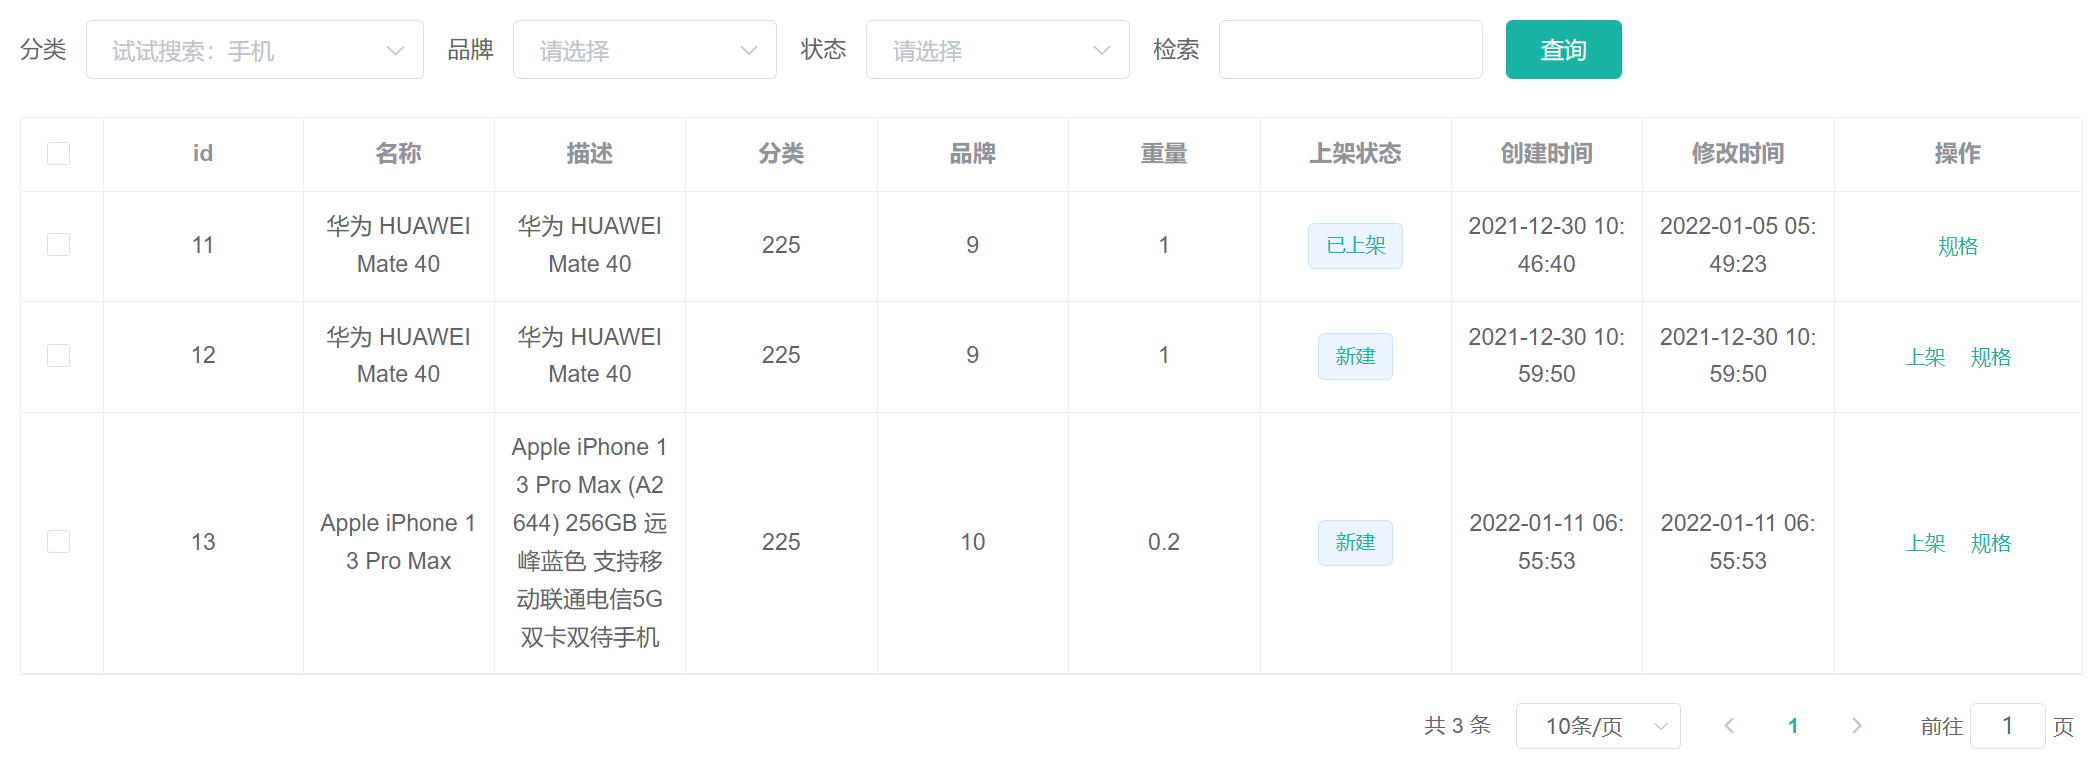 分类 试试搜索：手机 品牌 请选择 状态 请选择 检索 查询
id 名称 描述 分类 品牌 重量 上架状态 创建时间 修改时间 操作
11 华为 HUAWEI Mate 40 华为 HUAWEI Mate 40 225 9 1 已上架 2021-12-30 10:46:40 2022-01-05 05:49:23 规格
12 华为 HUAWEI Mate 40 华为 HUAWEI Mate 40 225 9 1 新建 2021-12-30 10:59:50 2021-12-30 10:59:50 上架 规格
13 Apple iPhone 13 Pro Max Apple iPhone 13 Pro Max (A2644) 256GB 远峰蓝色 支持移动联通电信5G 双卡双待手机 225 10 0.2 新建 2022-01-11 06:55:53 2022-01-11 06:55:53 上架 规格
共 3 条 10条/页 1 前往 1 页